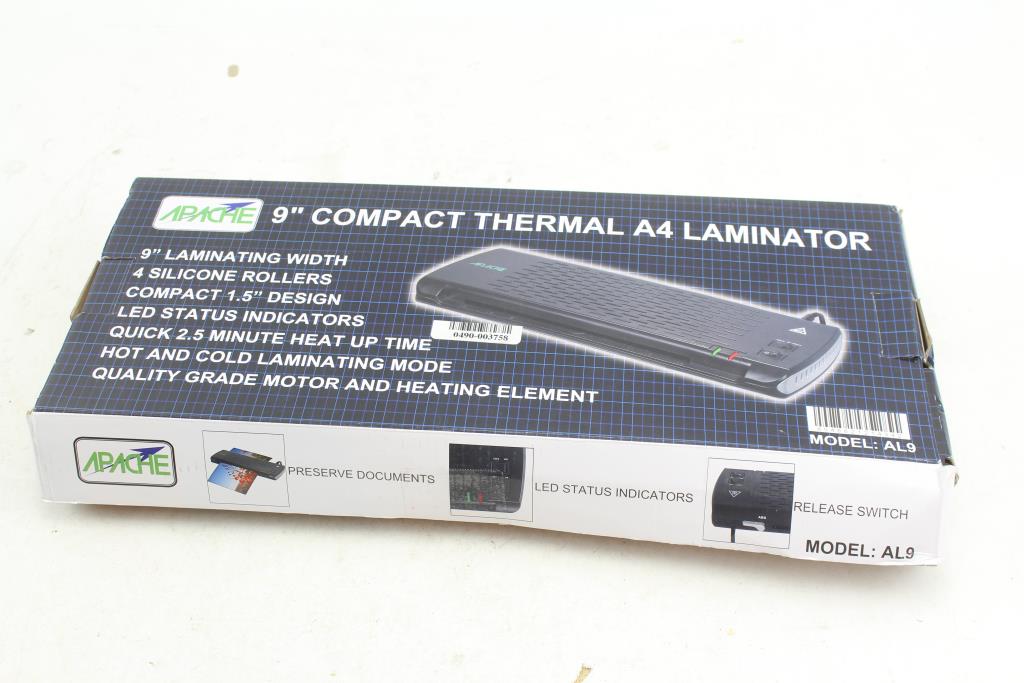 APACHE
9" COMPACT THERMAL A4 LAMINATOR
9" LAMINATING WIDTH
4 SILICONE ROLLERS
COMPACT 1.5" DESIGN
LED STATUS INDICATORS
QUICK 2.5 MINUTE HEAT UP TIME
HOT AND COLD LAMINATING MODE
QUALITY GRADE MOTOR AND HEATING ELEMENT
APACHE
0490-003758
MODEL: AL9
APACHE
PRESERVE DOCUMENTS
LED STATUS INDICATORS
RELEASE SWITCH
MODEL: AL9